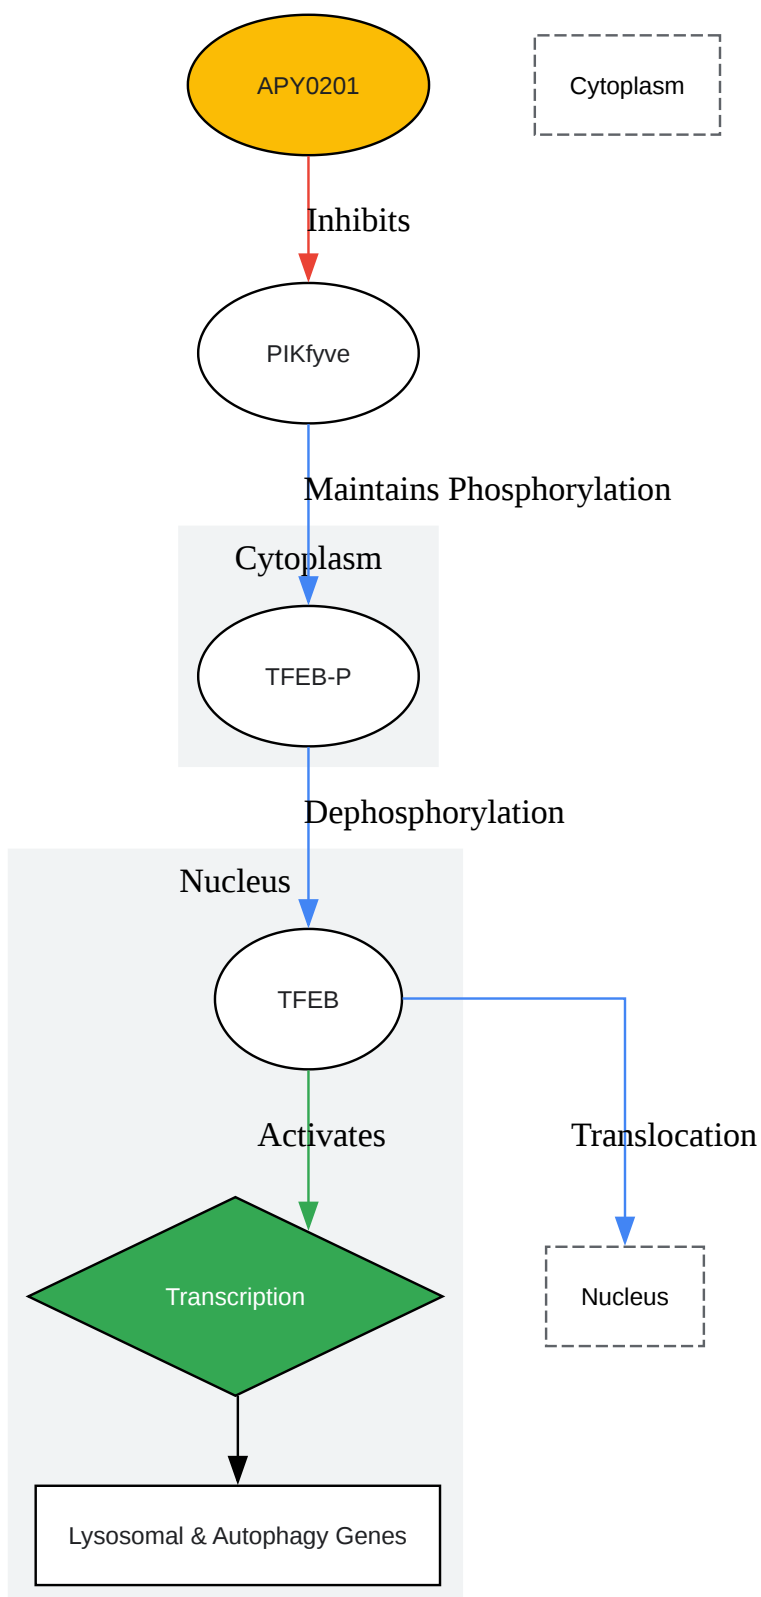 APY0201
Cytoplasm
Inhibits
PIKfyve
Maintains Phosphorylation
Cytoplasm
TFEB-P
Dephosphorylation
Nucleus
TFEB
Activates
Translocation
Transcription
Nucleus
Lysosomal & Autophagy Genes